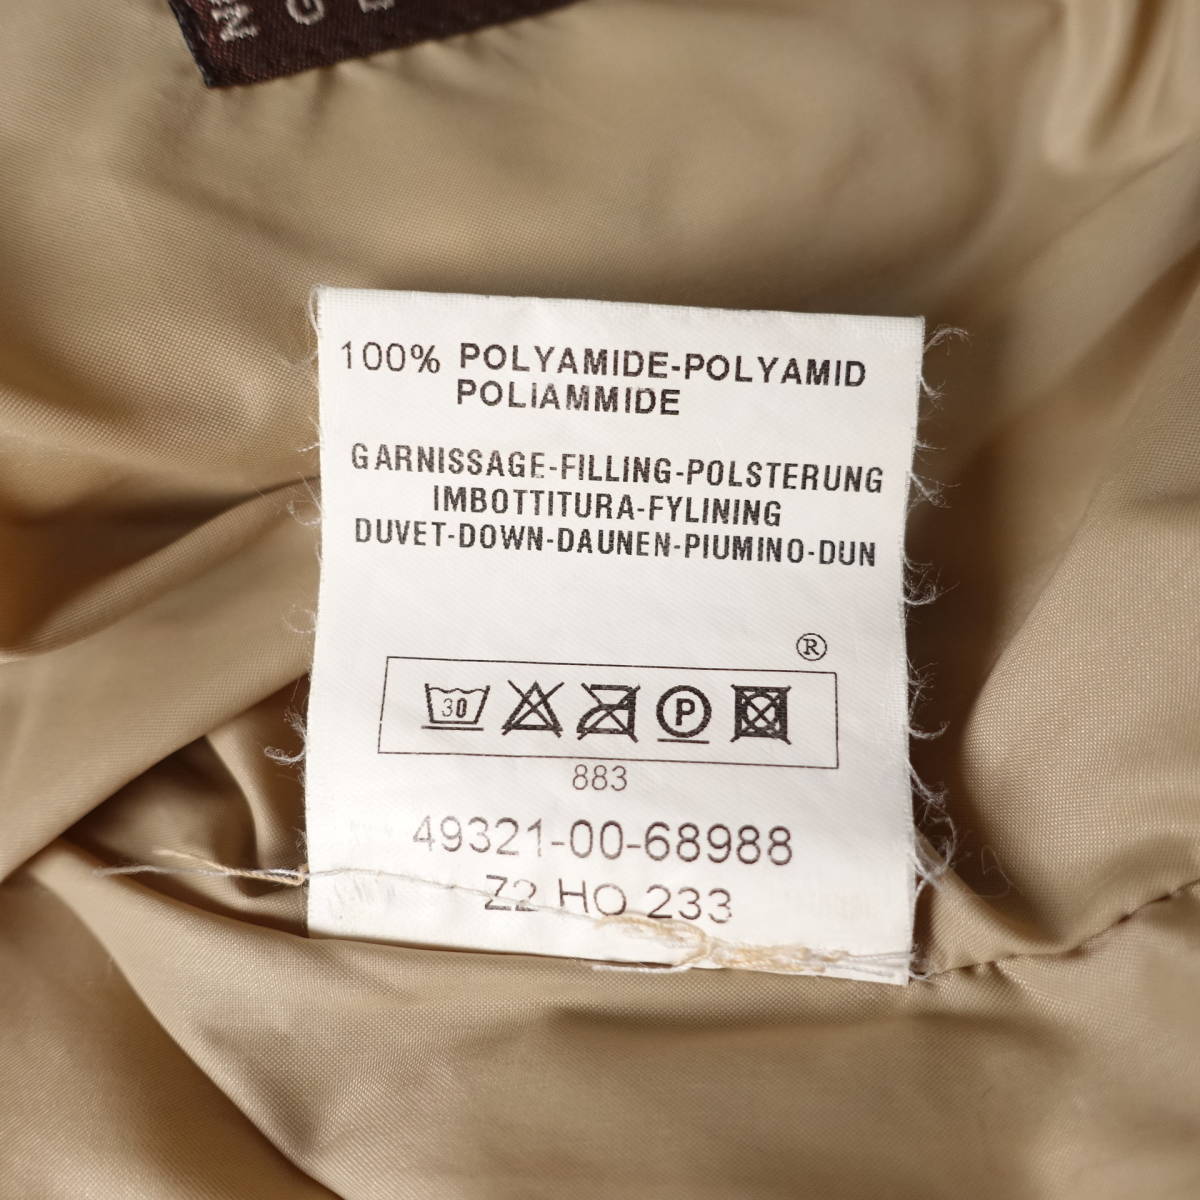 100% POLYAMIDE-POLYAMID
POLIAMMIDE
GARNISSAGE-FILLING-POLSTERUNG
IMBOTTITURA-FYLINING
DUVET-DOWN-DAUNEN-PIUMINO-DUN
®
30 P
883
49321-00-68988
Z2 HO 233